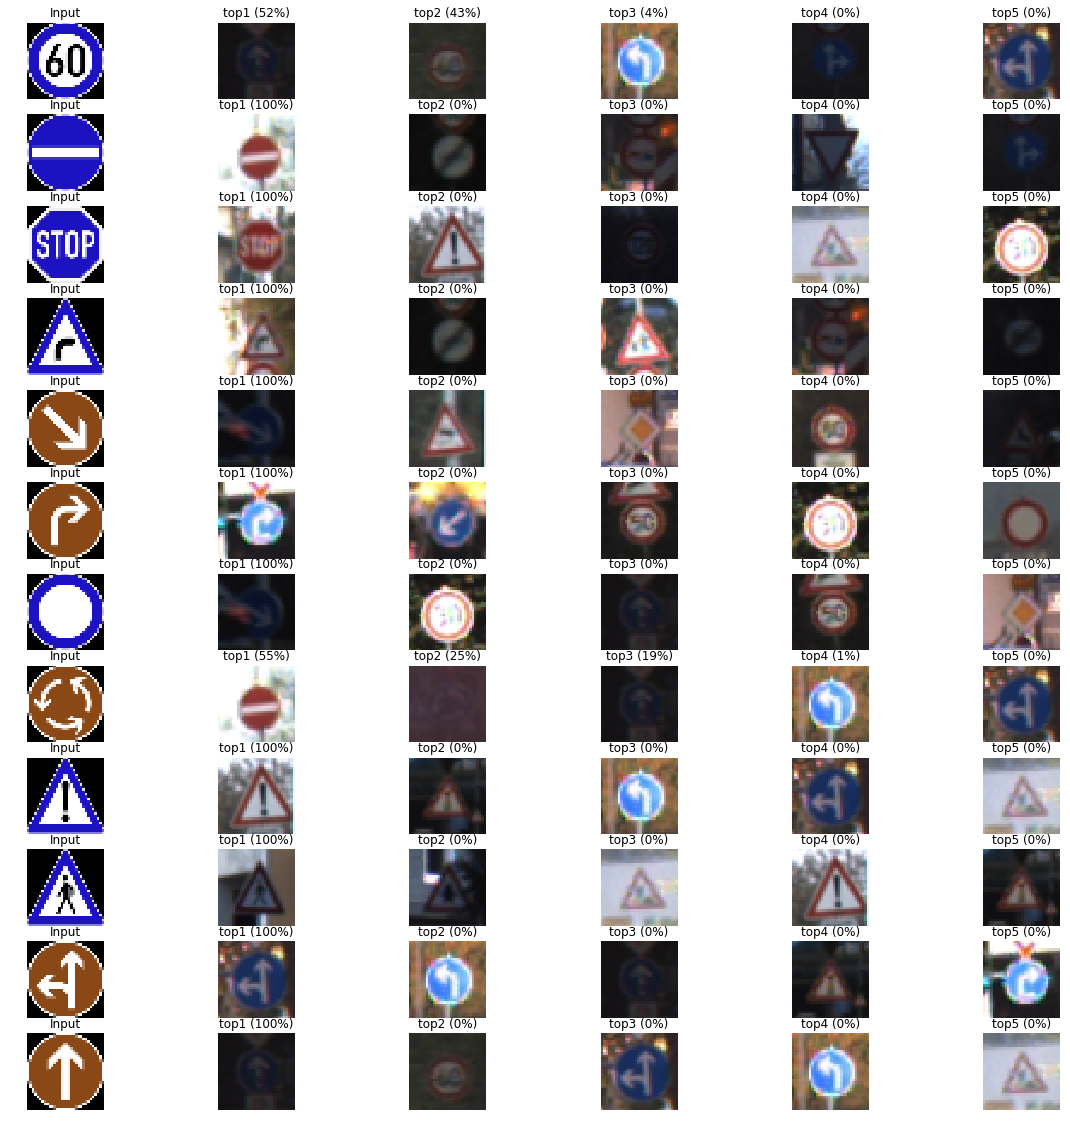 Input top1 (52%) top2 (43%) top3 (4%) top4 (0%) top5 (0%)
60
Input top1 (100%) top2 (0%) top3 (0%) top4 (0%) top5 (0%)
Input top1 (100%) top2 (0%) top3 (0%) top4 (0%) top5 (0%)
STOP STOP
Input top1 (100%) top2 (0%) top3 (0%) top4 (0%) top5 (0%)
Input top1 (100%) top2 (0%) top3 (0%) top4 (0%) top5 (0%)
Input top1 (100%) top2 (0%) top3 (0%) top4 (0%) top5 (0%)
Input top1 (100%) top2 (0%) top3 (0%) top4 (0%) top5 (0%)
Input top1 (55%) top2 (25%) top3 (19%) top4 (1%) top5 (0%)
Input top1 (100%) top2 (0%) top3 (0%) top4 (0%) top5 (0%)
Input top1 (100%) top2 (0%) top3 (0%) top4 (0%) top5 (0%)
Input top1 (100%) top2 (0%) top3 (0%) top4 (0%) top5 (0%)
Input top1 (100%) top2 (0%) top3 (0%) top4 (0%) top5 (0%)